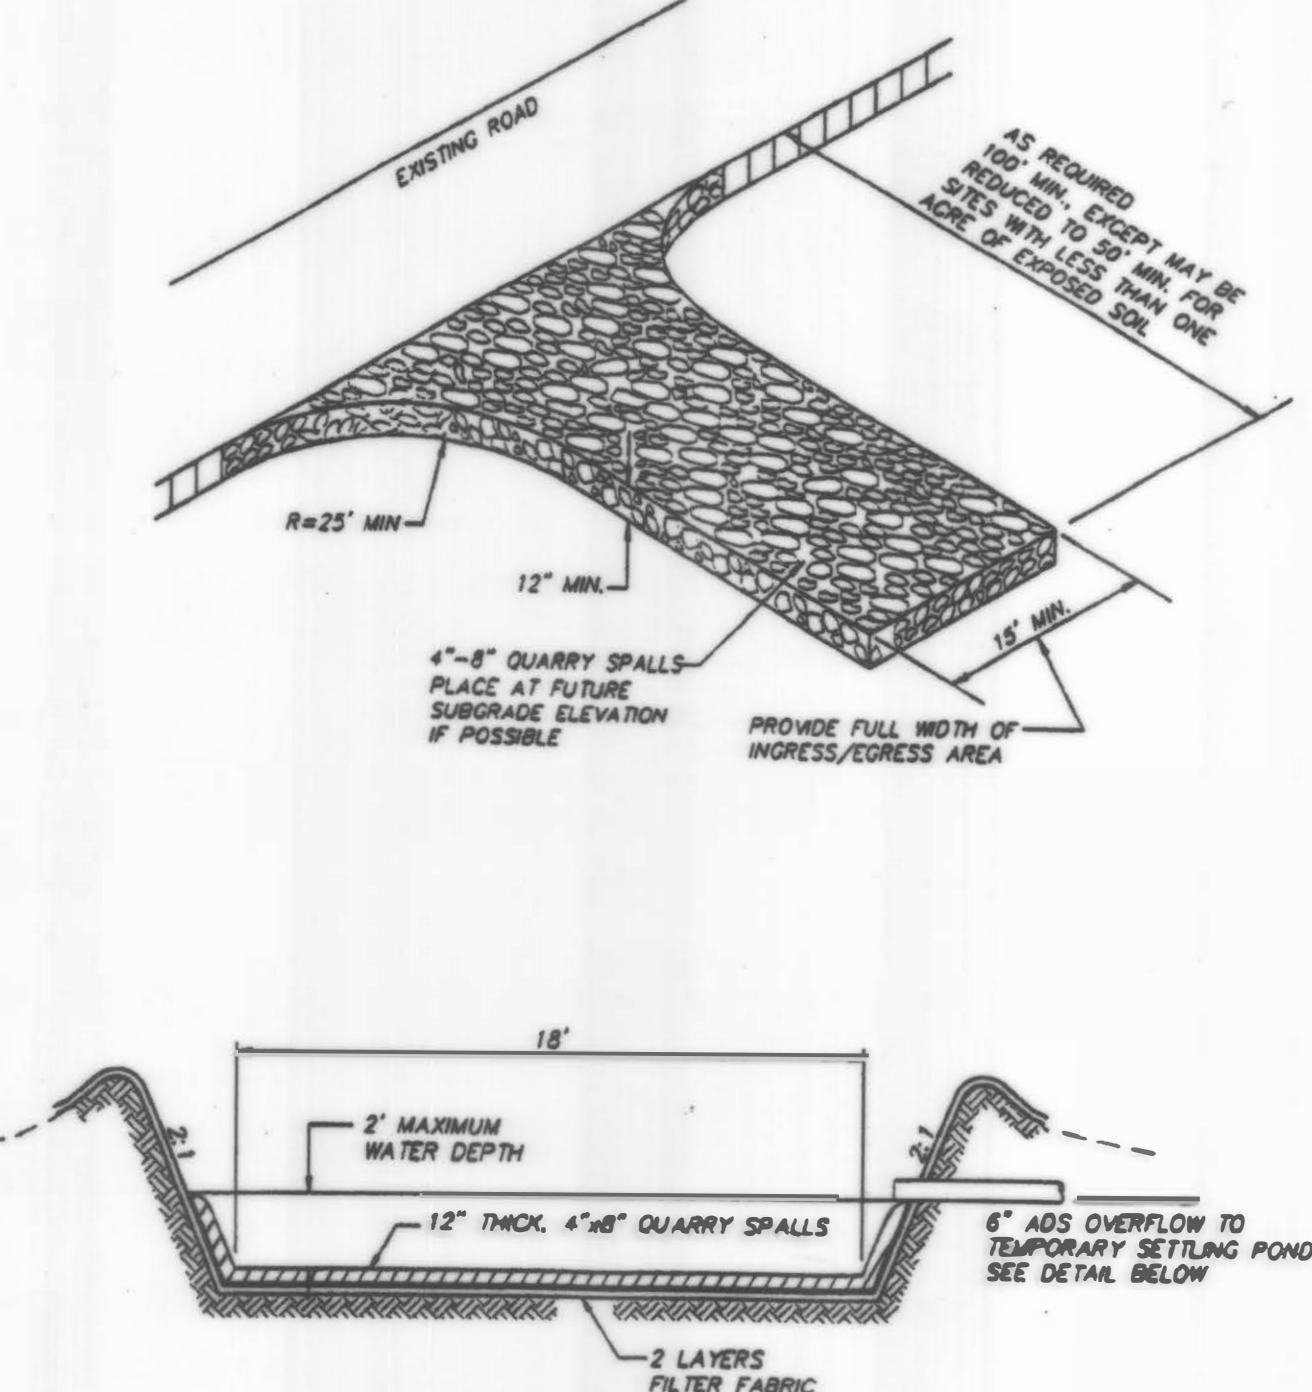 EXISTING ROAD
AS REQUIRED
100' MIN., EXCEPT MAY BE
REDUCED TO 50' MIN. FOR
SITES WITH LESS THAN ONE
ACRE OF EXPOSED SOIL
R=25' MIN
12" MIN.
15' MIN.
4"-8" QUARRY SPALLS
PLACE AT FUTURE
SUBGRADE ELEVATION
IF POSSIBLE
PROVIDE FULL WIDTH OF
INGRESS/EGRESS AREA
18'
2' MAXIMUM
WATER DEPTH
2:1
2:1
12" THICK. 4"x8" QUARRY SPALLS
6" ADS OVERFLOW TO
TEMPORARY SETTLING POND
SEE DETAIL BELOW
2 LAYERS
FILTER FABRIC